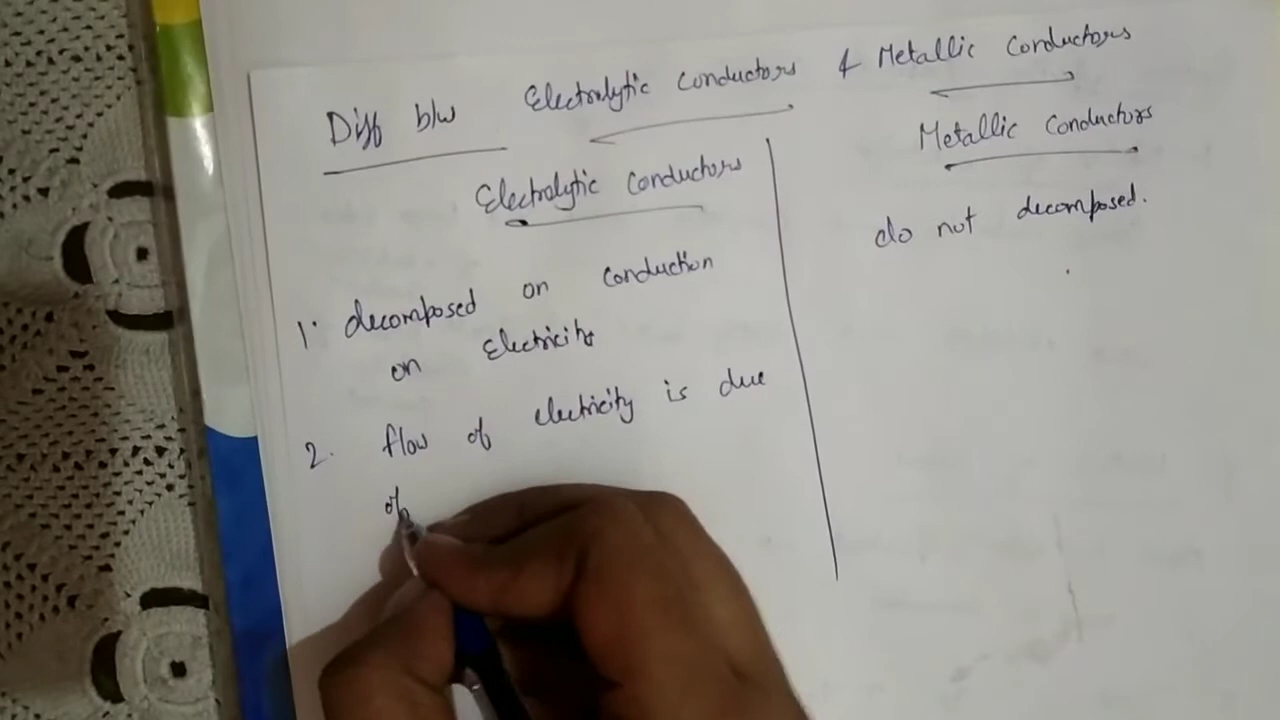 Diff b/w Electrolytic Conductors & Metallic Conductors
Electrolytic Conductors
Metallic Conductors
1. decomposed on conduction
on Electricity
do not decomposed.
2. flow of electricity is due
of